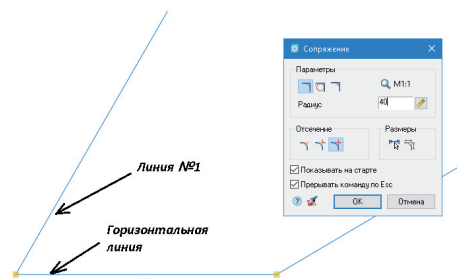 Сопряжение
Параметры
М1:1
Радиус
40
Отсечение
Размеры
Показывать на старте
Прерывать команду по Esc
ОК
Отмена
Линия №1
Горизонтальная
линия